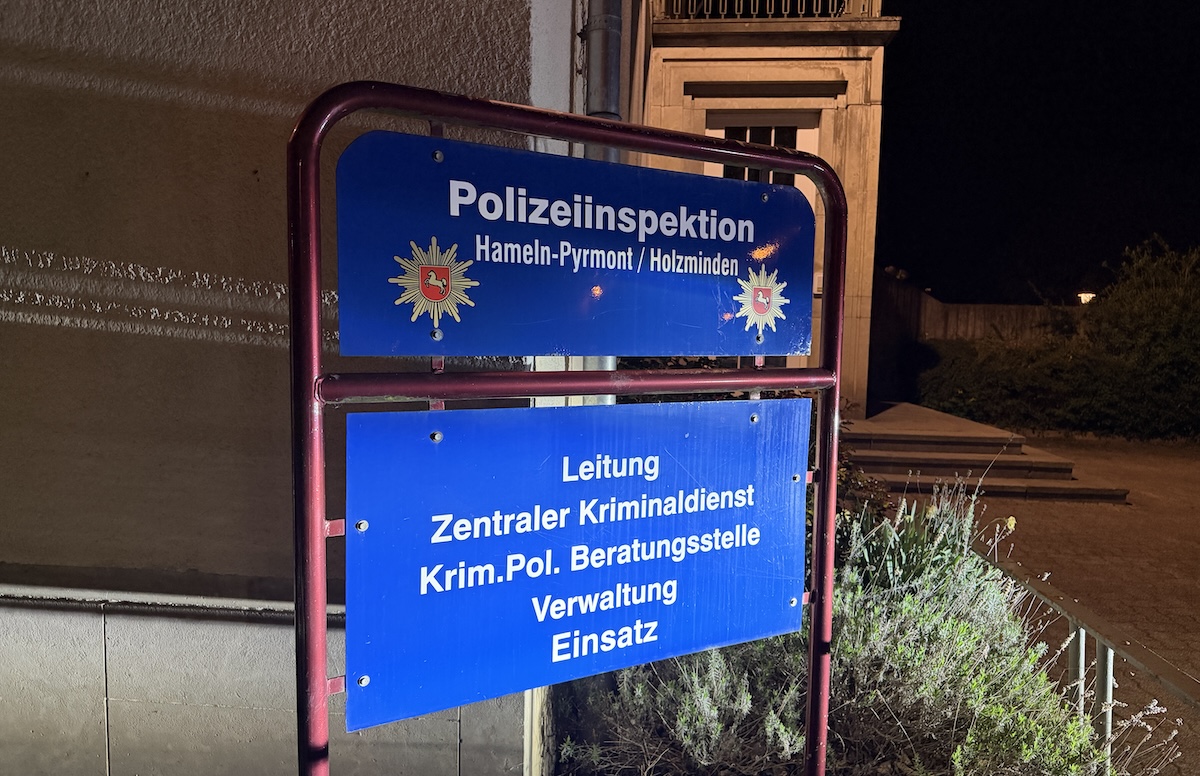 Polizeiinspektion
Hameln-Pyrmont / Holzminden
Leitung
Zentraler Kriminaldienst
Krim.Pol. Beratungsstelle
Verwaltung
Einsatz